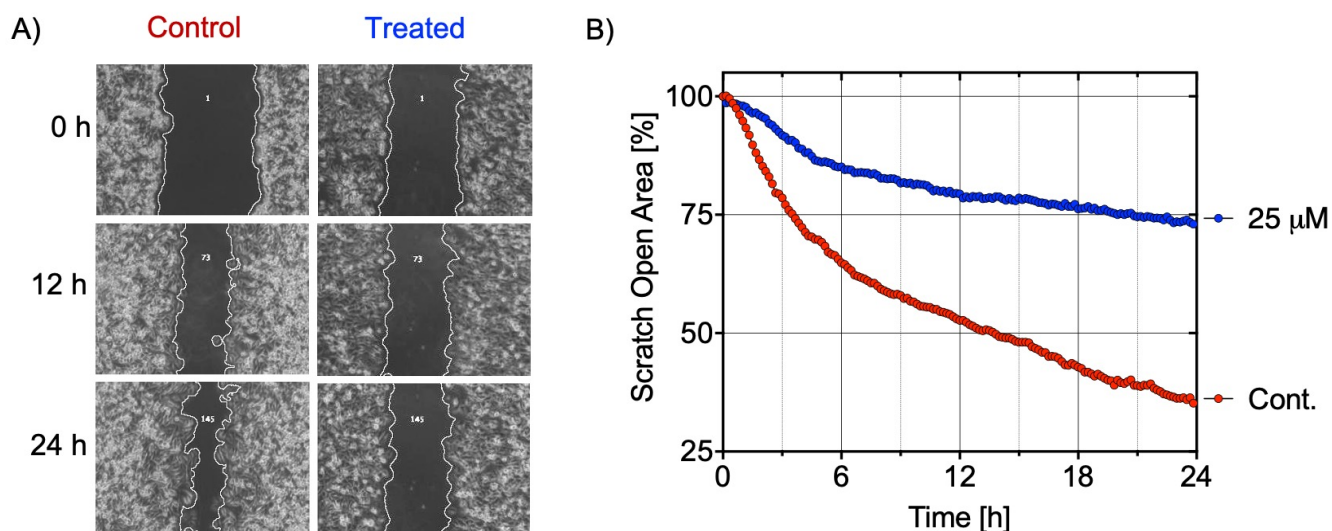 A)
Control
Treated
0 h
1
1
12 h
73
73
24 h
145
145
B)
Scratch Open Area [%]
100
75
50
25
0
6
12
18
24
Time [h]
25 μM
Cont.